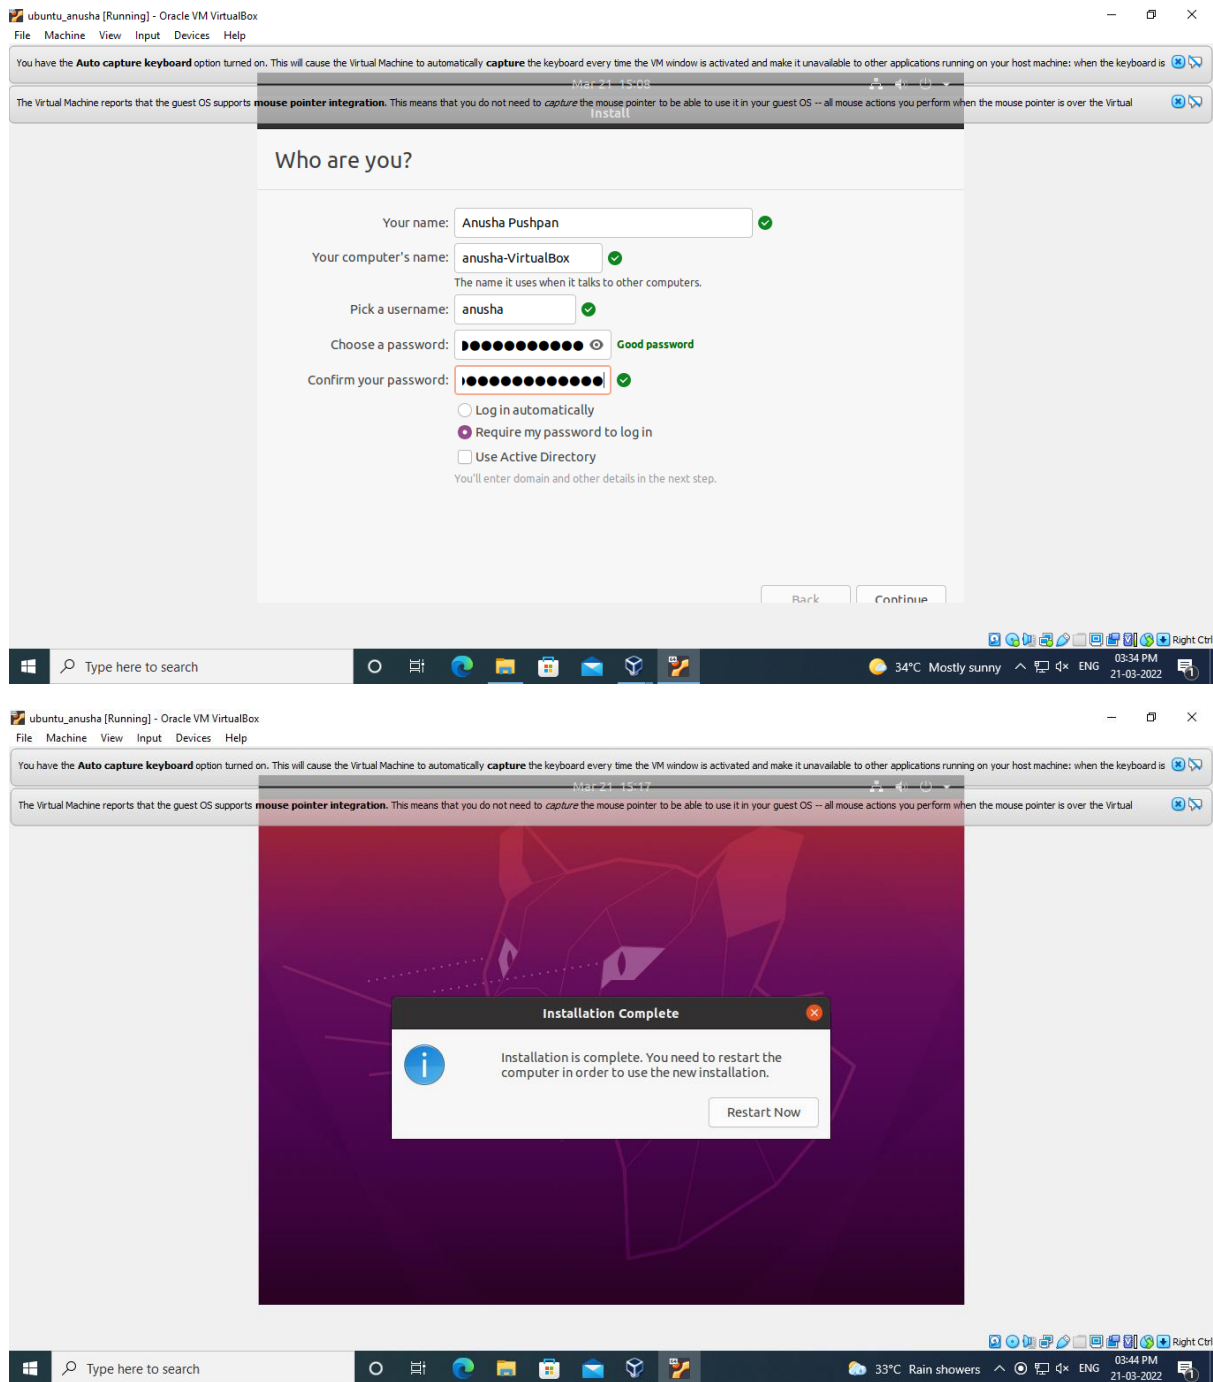 ubuntu_anusha [Running] - Oracle VM VirtualBox
File Machine View Input Devices Help
You have the Auto capture keyboard option turned on. This will cause the Virtual Machine to automatically capture the keyboard every time the VM window is activated and make it unavailable to other applications running on your host machine: when the keyboard is
Mar 21 15:08
The Virtual Machine reports that the guest OS supports mouse pointer integration. This means that you do not need to capture the mouse pointer to be able to use it in your guest OS -- all mouse actions you perform when the mouse pointer is over the Virtual
Install
Who are you?
Your name: Anusha Pushpan
Your computer's name: anusha-VirtualBox
The name it uses when it talks to other computers.
Pick a username: anusha
Choose a password: Good password
Confirm your password:
Log in automatically
Require my password to log in
Use Active Directory
You'll enter domain and other details in the next step.
Back Continue
Right Ctrl
Type here to search 34°C Mostly sunny ENG 03:34 PM
21-03-2022
1
ubuntu_anusha [Running] - Oracle VM VirtualBox
File Machine View Input Devices Help
You have the Auto capture keyboard option turned on. This will cause the Virtual Machine to automatically capture the keyboard every time the VM window is activated and make it unavailable to other applications running on your host machine: when the keyboard is
Mar 21 15:17
The Virtual Machine reports that the guest OS supports mouse pointer integration. This means that you do not need to capture the mouse pointer to be able to use it in your guest OS -- all mouse actions you perform when the mouse pointer is over the Virtual
Installation Complete
Installation is complete. You need to restart the
computer in order to use the new installation.
Restart Now
Right Ctrl
Type here to search 33°C Rain showers ENG 03:44 PM
21-03-2022
1